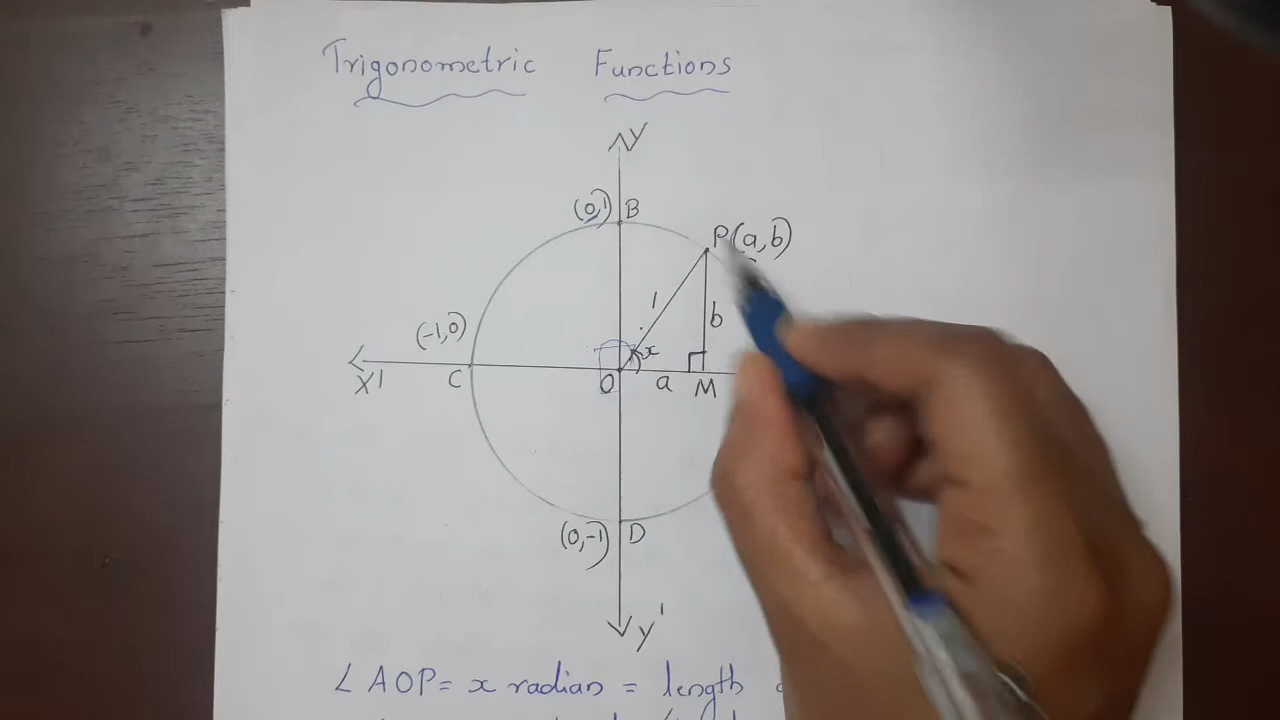 Trigonometric Functions
Y
(0,1) B
P(a,b)
1
b
(-1,0)
x
X'
C
O
a
M
(0,-1) D
Y'
∠AOP = x radian = length